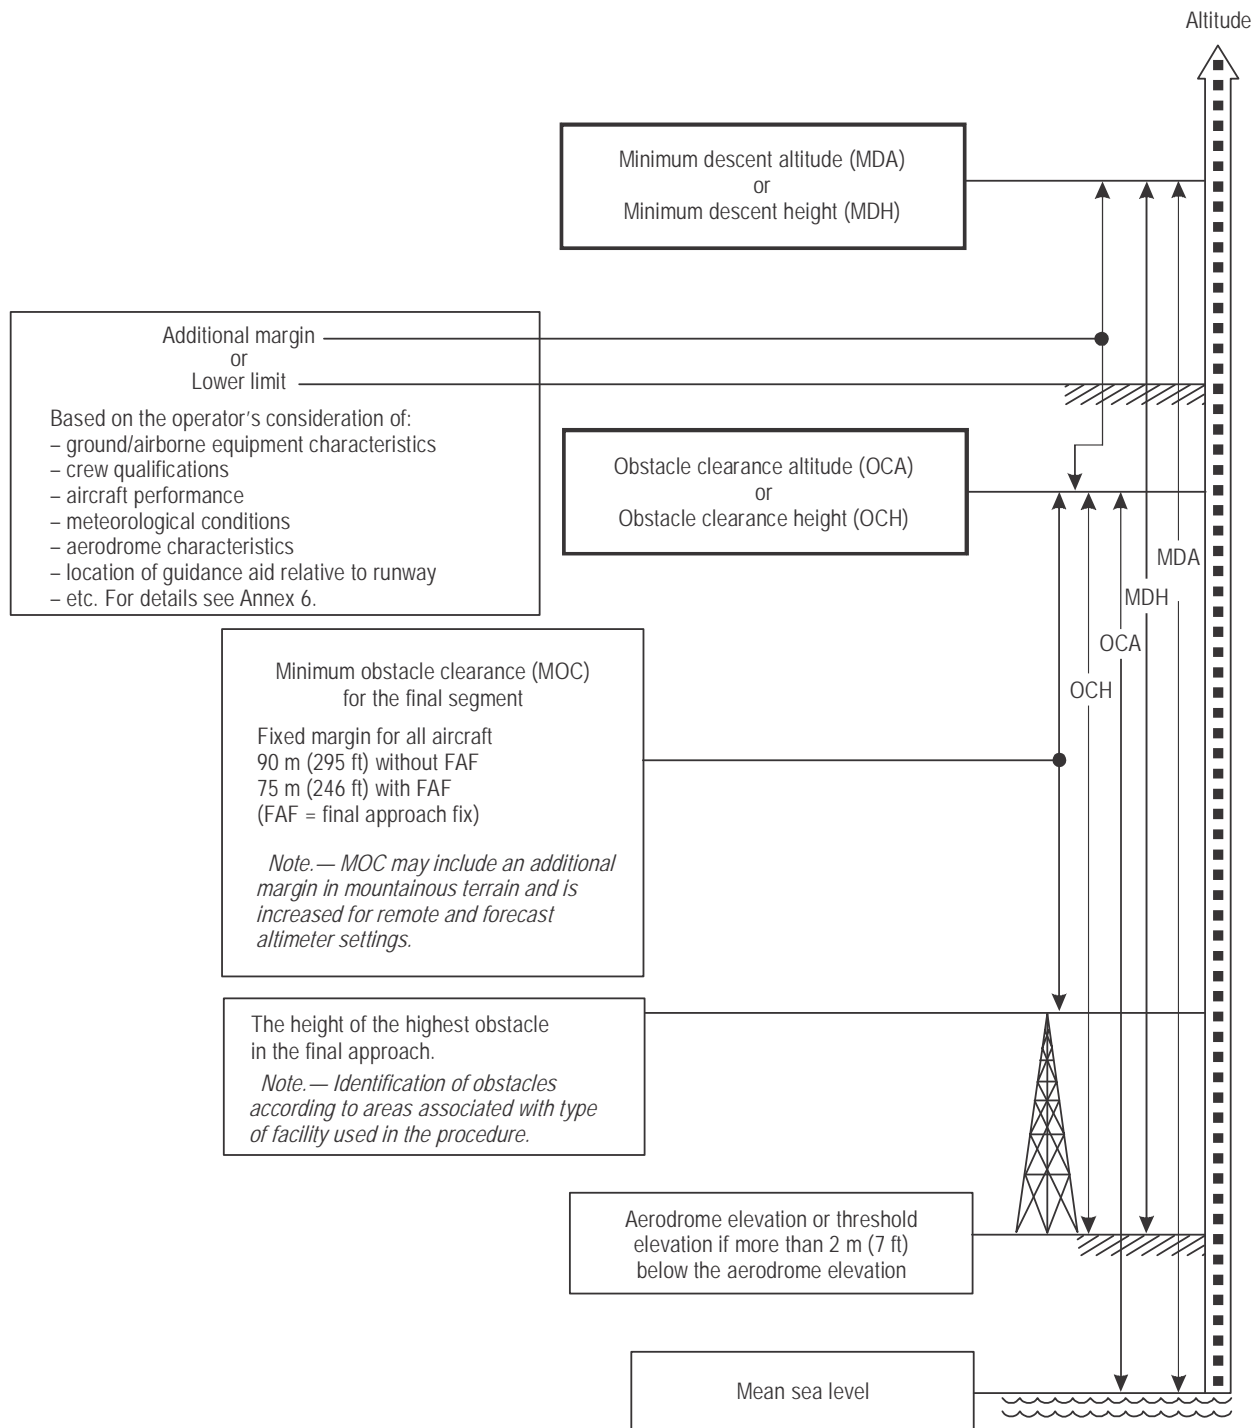 Altitude
Minimum descent altitude (MDA)
or
Minimum descent height (MDH)
Additional margin
or
Lower limit
Based on the operator’s consideration of:
– ground/airborne equipment characteristics
– crew qualifications
– aircraft performance
– meteorological conditions
– aerodrome characteristics
– location of guidance aid relative to runway
– etc. For details see Annex 6.
Obstacle clearance altitude (OCA)
or
Obstacle clearance height (OCH)
MDA
MDH
OCA
OCH
Minimum obstacle clearance (MOC)
for the final segment
Fixed margin for all aircraft
90 m (295 ft) without FAF
75 m (246 ft) with FAF
(FAF = final approach fix)
Note.— MOC may include an additional
margin in mountainous terrain and is
increased for remote and forecast
altimeter settings.
The height of the highest obstacle
in the final approach.
Note.— Identification of obstacles
according to areas associated with type
of facility used in the procedure.
Aerodrome elevation or threshold
elevation if more than 2 m (7 ft)
below the aerodrome elevation
Mean sea level